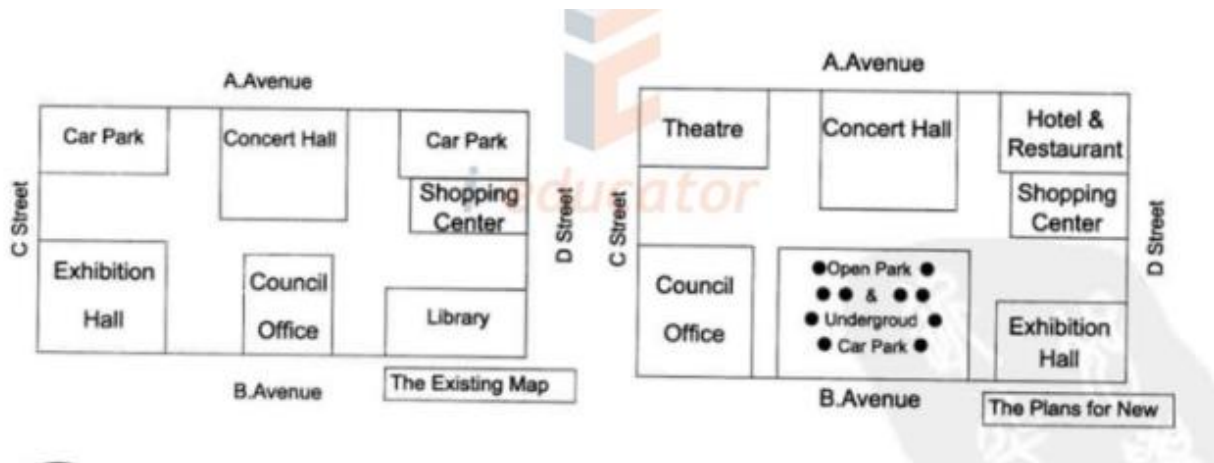 A.Avenue
Car Park
Concert Hall
Car Park
Shopping
Center
C Street
D Street
Exhibition
Hall
Council
Office
Library
B.Avenue
The Existing Map
A.Avenue
Theatre
Concert Hall
Hotel &
Restaurant
Shopping
Center
C Street
D Street
Council
Office
Open Park
&
Undergroud
Car Park
Exhibition
Hall
B.Avenue
The Plans for New
educator